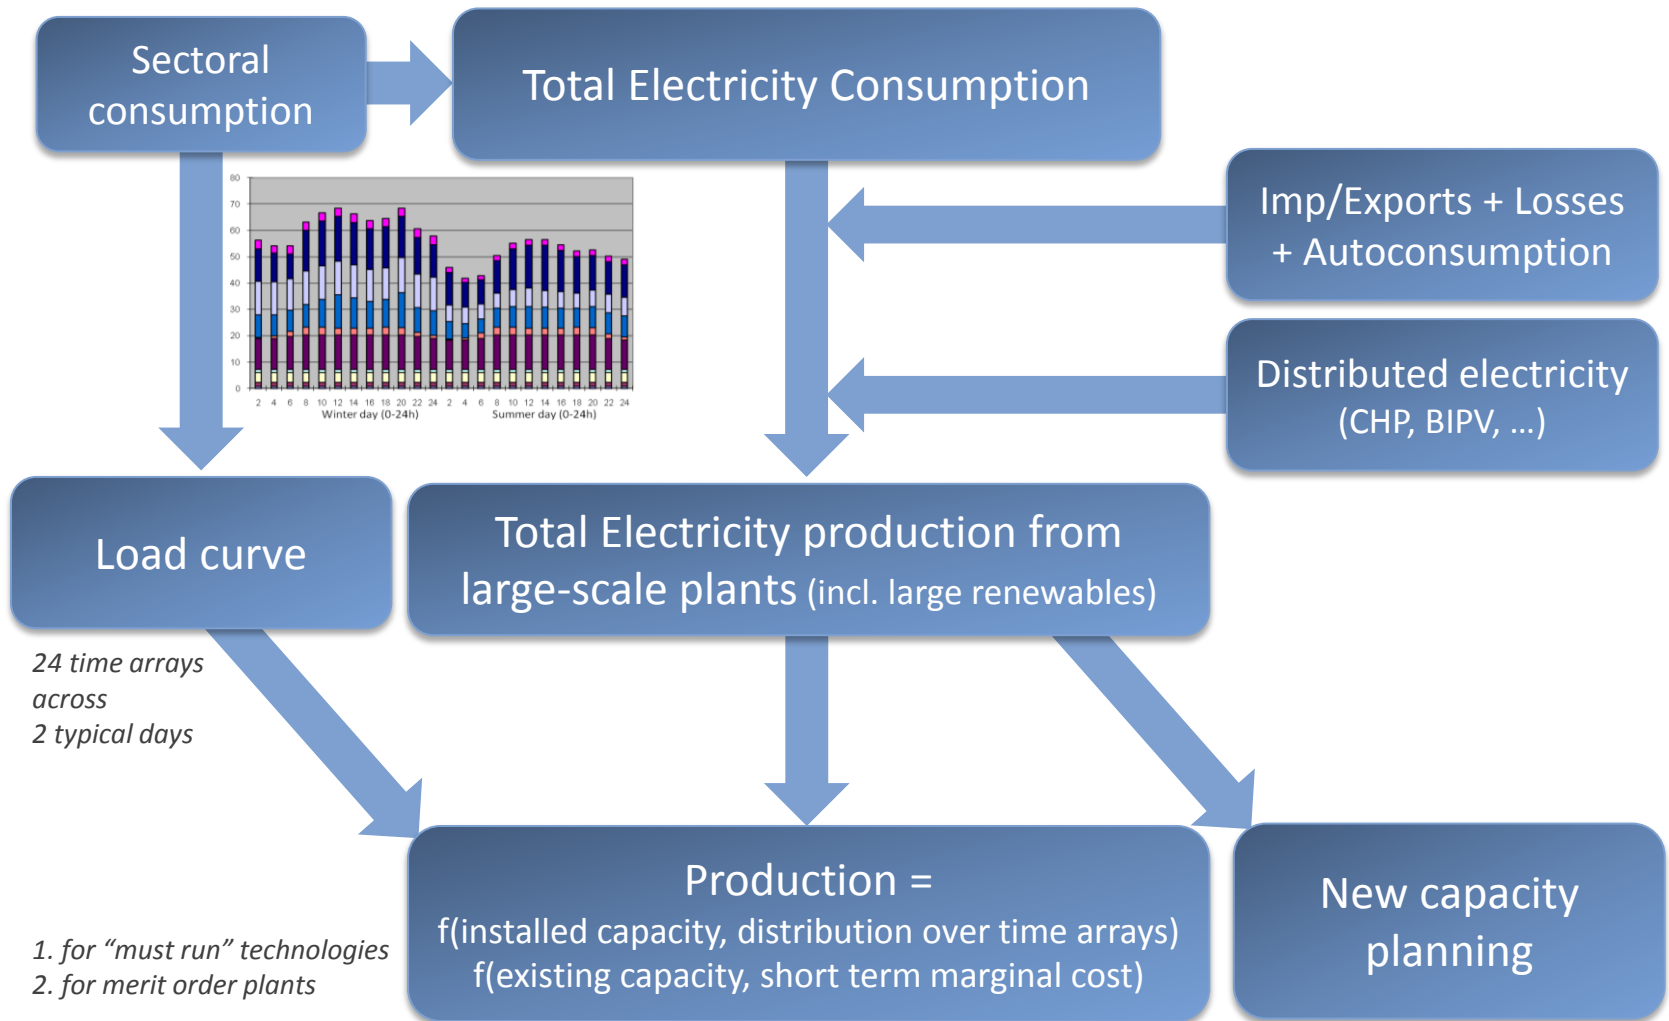 Sectoral
consumption
Total Electricity Consumption
Imp/Exports + Losses
+ Autoconsumption
80
70
60
50
40
30
20
10
0
2 4 6 8 10 12 14 16 18 20 22 24 2 4 6 8 10 12 14 16 18 20 22 24
Winter day (0-24h) Summer day (0-24h)
Distributed electricity
(CHP, BIPV, ...)
Load curve
Total Electricity production from
large-scale plants (incl. large renewables)
24 time arrays
across
2 typical days
Production =
f(installed capacity, distribution over time arrays)
f(existing capacity, short term marginal cost)
New capacity
planning
1. for “must run” technologies
2. for merit order plants